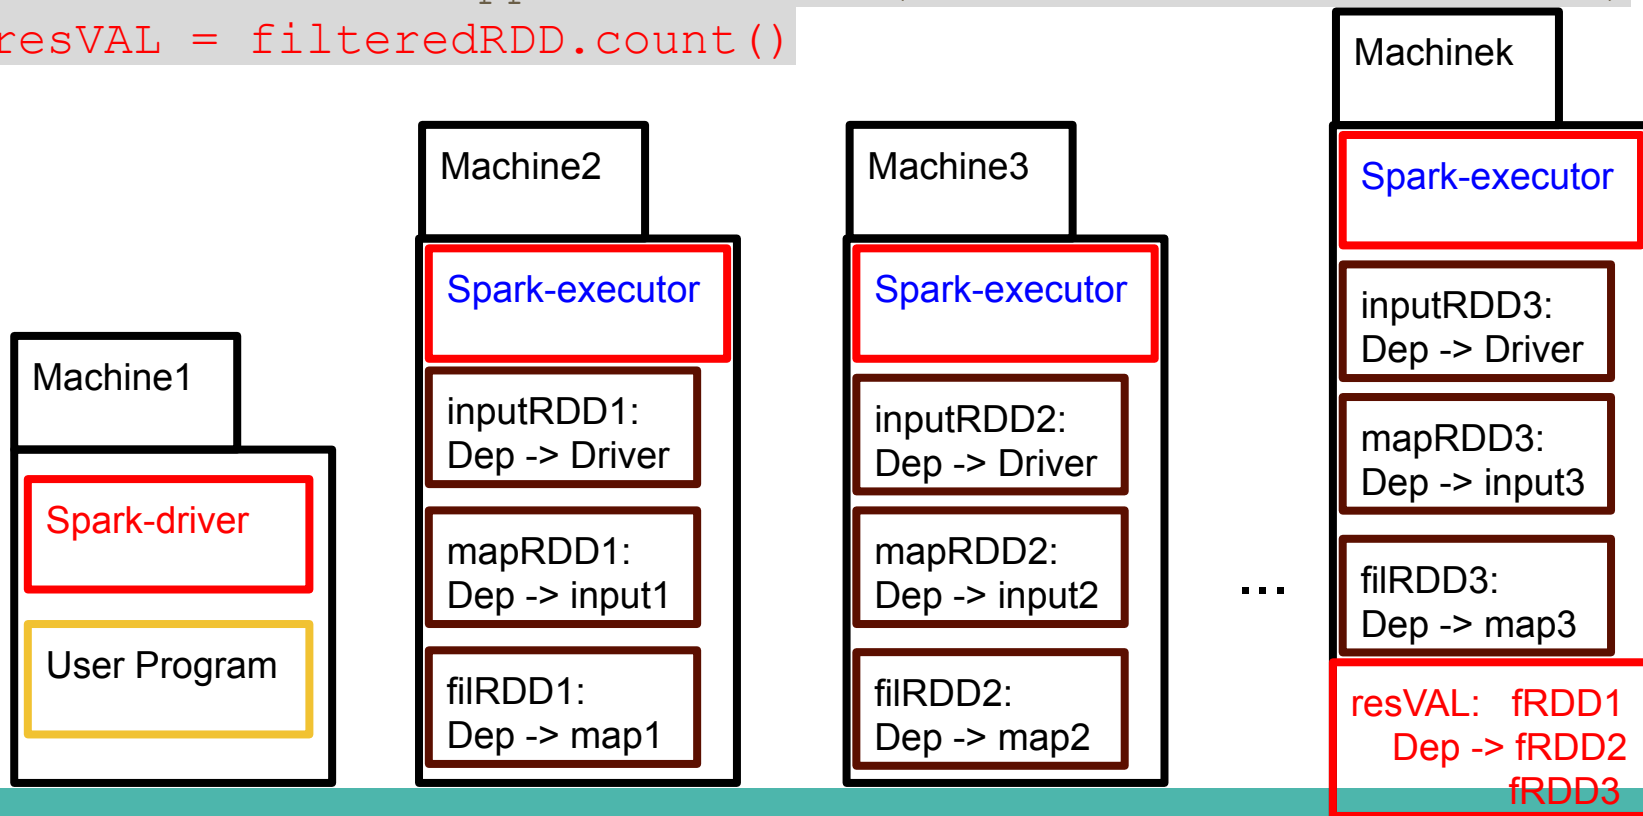 resVAL = filteredRDD.count()
Machine1
Spark-driver
User Program
Machine2
Spark-executor
inputRDD1:
Dep -> Driver
mapRDD1:
Dep -> input1
filRDD1:
Dep -> map1
Machine3
Spark-executor
inputRDD2:
Dep -> Driver
mapRDD2:
Dep -> input2
filRDD2:
Dep -> map2
...
Machinek
Spark-executor
inputRDD3:
Dep -> Driver
mapRDD3:
Dep -> input3
filRDD3:
Dep -> map3
resVAL: fRDD1
Dep -> fRDD2
fRDD3